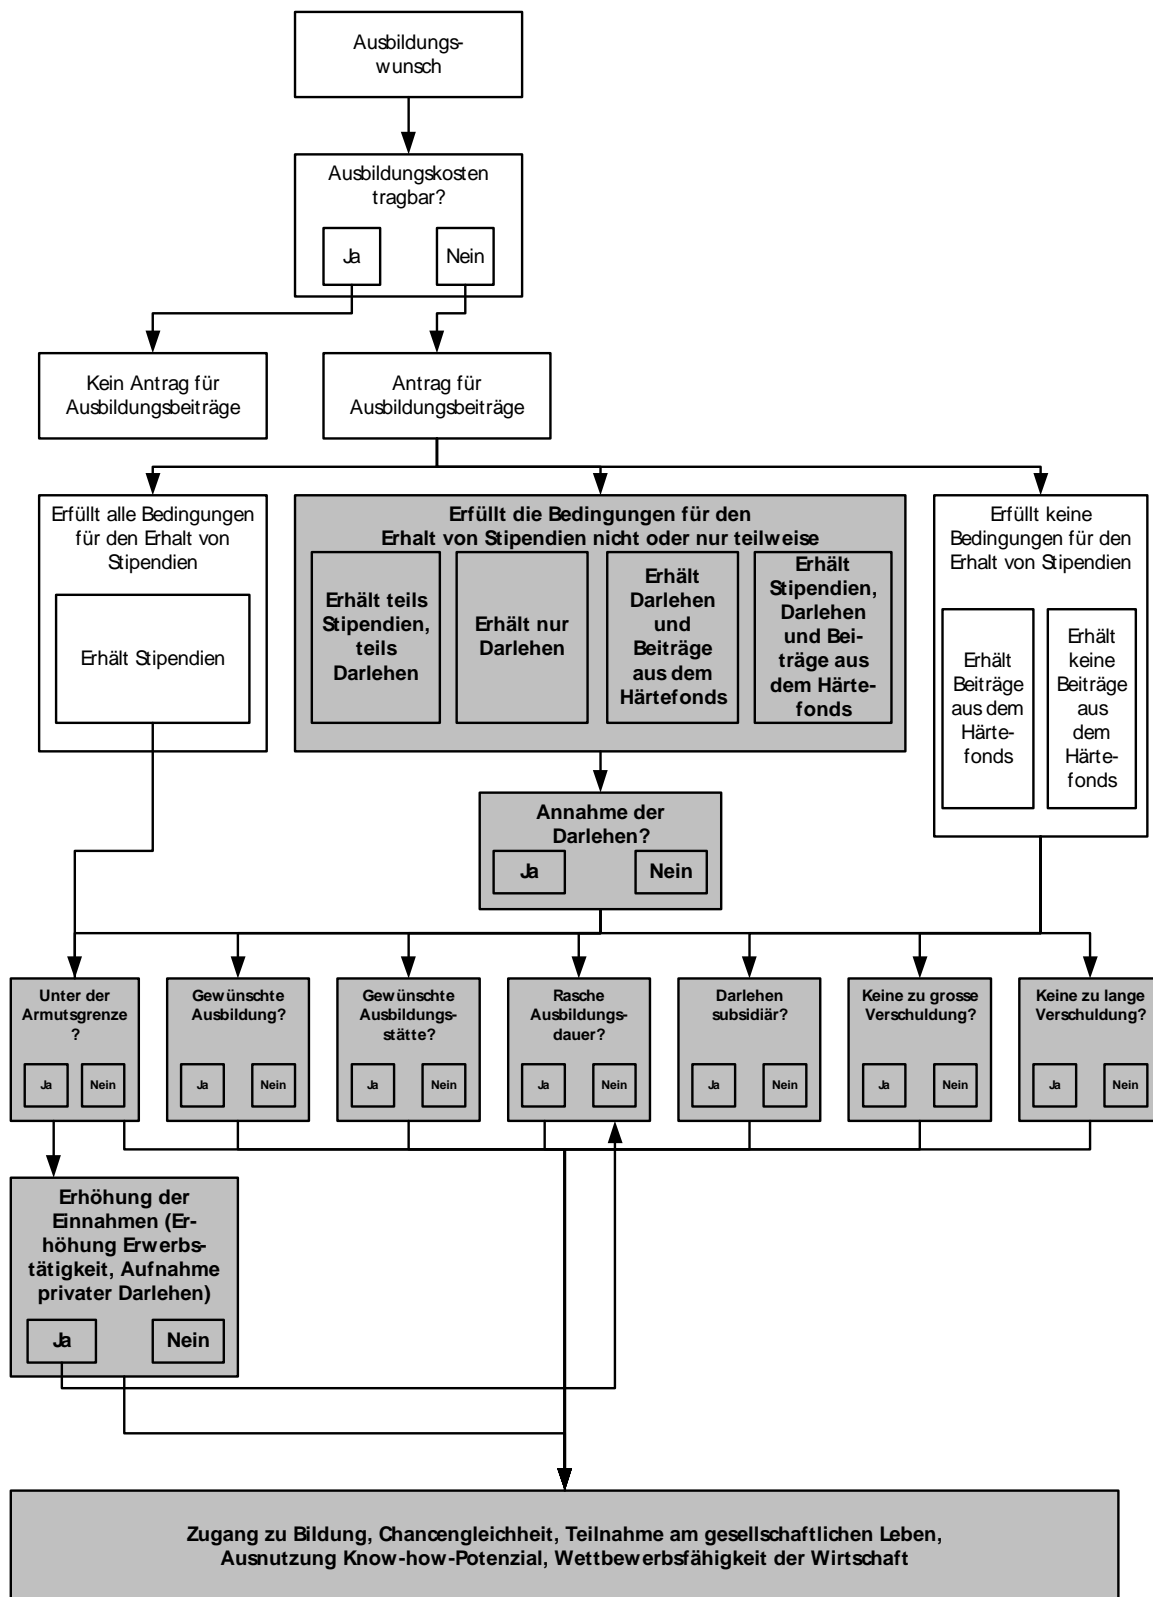 Ausbildungs-
wunsch
Ausbildungskosten
tragbar?
Ja
Nein
Kein Antrag für
Ausbildungsbeiträge
Antrag für
Ausbildungsbeiträge
Erfüllt alle Bedingungen
für den Erhalt von
Stipendien
Erhält Stipendien
Erfüllt die Bedingungen für den
Erhalt von Stipendien nicht oder nur teilweise
Erhält teils
Stipendien,
teils
Darlehen
Erhält nur
Darlehen
Erhält
Darlehen
und
Beiträge
aus dem
Härtefonds
Erhält
Stipendien,
Darlehen
und Bei-
träge aus
dem Härte-
fonds
Erfüllt keine
Bedingungen für den
Erhalt von Stipendien
Erhält
Beiträge
aus dem
Härte-
fonds
Erhält
keine
Beiträge
aus
dem
Härte-
fonds
Annahme der
Darlehen?
Ja
Nein
Unter der
Armutsgrenze
?
Ja
Nein
Gewünschte
Ausbildung?
Ja
Nein
Gewünschte
Ausbildungs-
stätte?
Ja
Nein
Rasche
Ausbildungs-
dauer?
Ja
Nein
Darlehen
subsidiär?
Ja
Nein
Keine zu grosse
Verschuldung?
Ja
Nein
Keine zu lange
Verschuldung?
Ja
Nein
Erhöhung der
Einnahmen (Er-
höhung Erwerbs-
tätigkeit, Aufnahme
privater Darlehen)
Ja
Nein
Zugang zu Bildung, Chancengleichheit, Teilnahme am gesellschaftlichen Leben,
Ausnutzung Know-how-Potenzial, Wettbewerbsfähigkeit der Wirtschaft